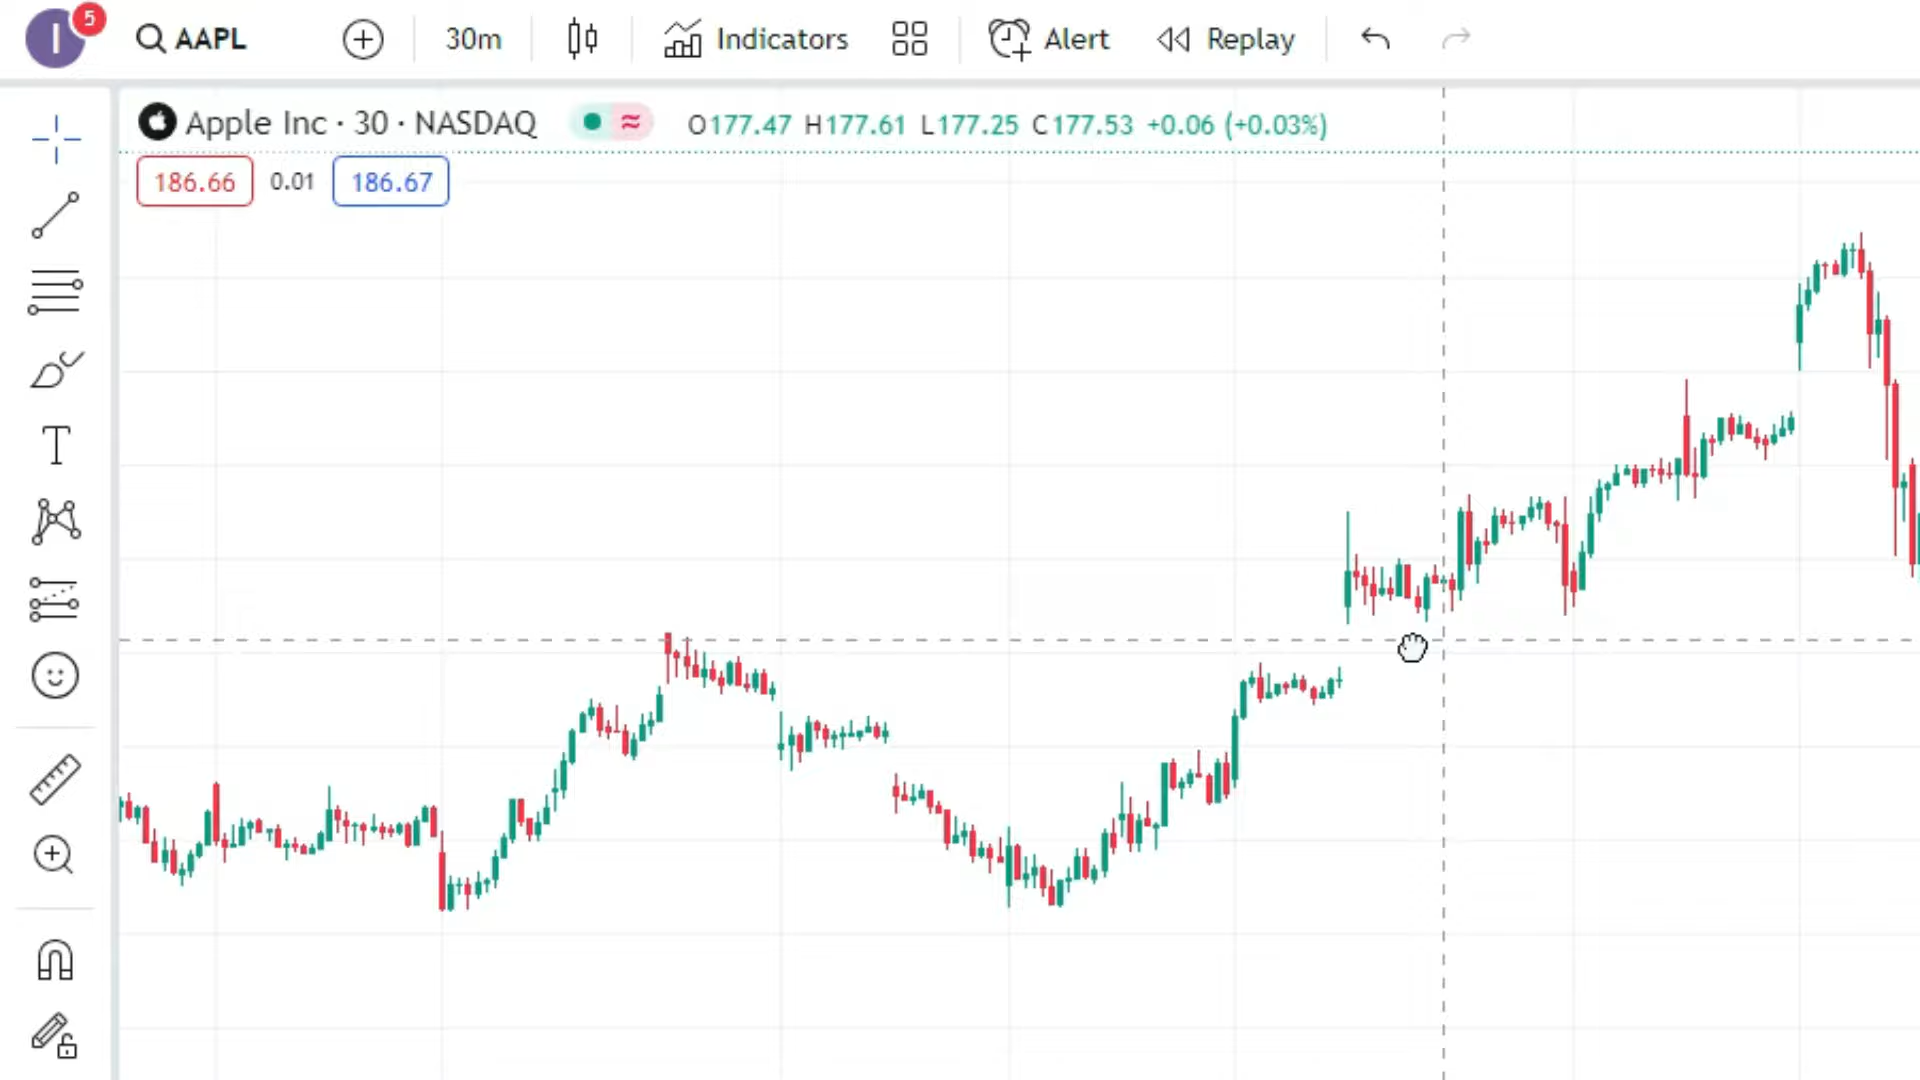 I
5
AAPL
30m
Indicators
Alert
Replay
Apple Inc · 30 · NASDAQ
O177.47 H177.61 L177.25 C177.53 +0.06 (+0.03%)
186.66
0.01
186.67